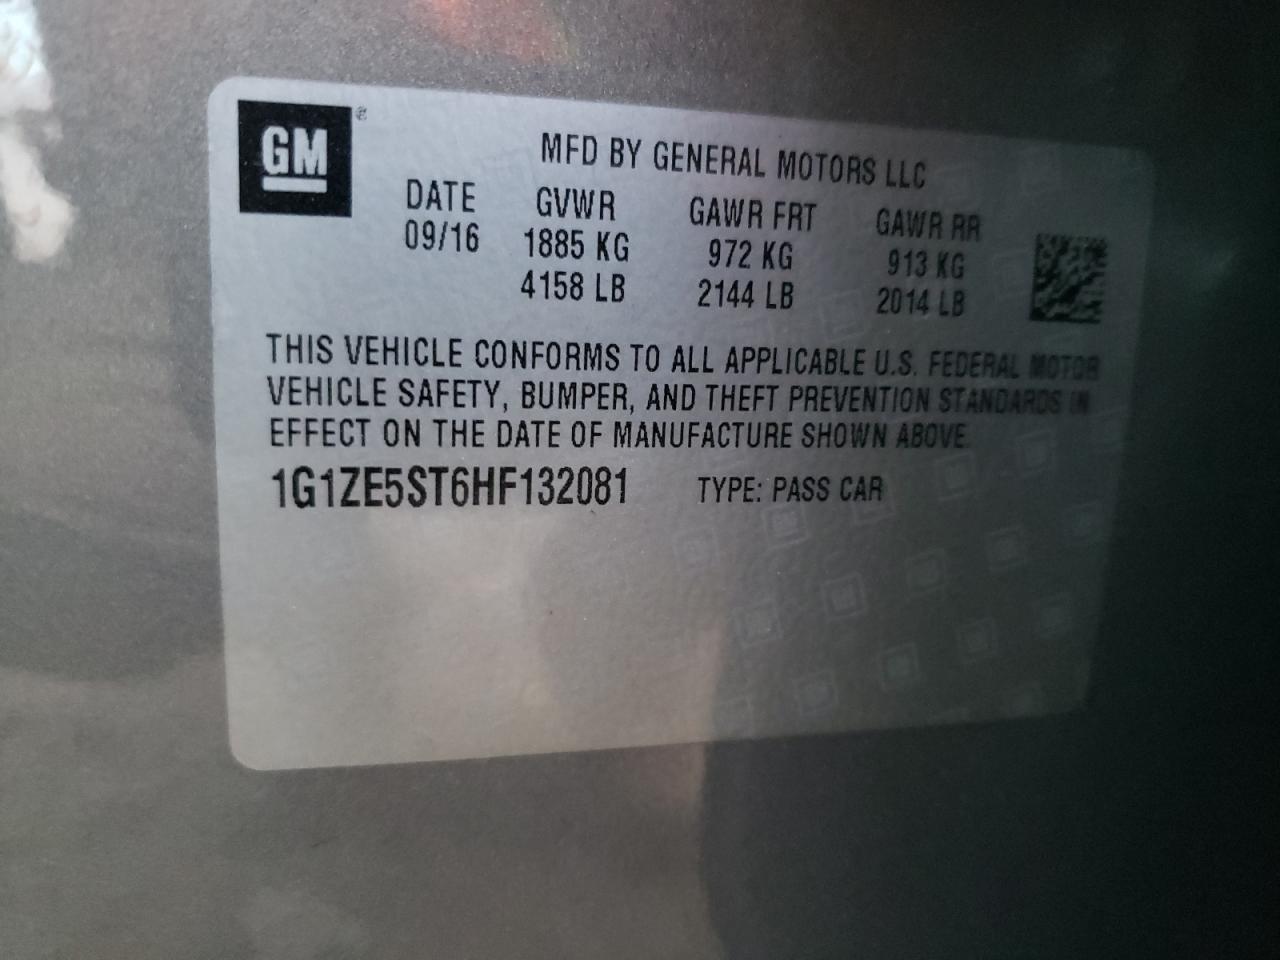 GM ®
MFD BY GENERAL MOTORS LLC
DATE GVWR GAWR FRT GAWR RR
09/16 1885 KG 972 KG 913 KG
4158 LB 2144 LB 2014 LB
THIS VEHICLE CONFORMS TO ALL APPLICABLE U.S. FEDERAL MOTOR
VEHICLE SAFETY, BUMPER, AND THEFT PREVENTION STANDARDS IN
EFFECT ON THE DATE OF MANUFACTURE SHOWN ABOVE.
1G1ZE5ST6HF132081 TYPE: PASS CAR